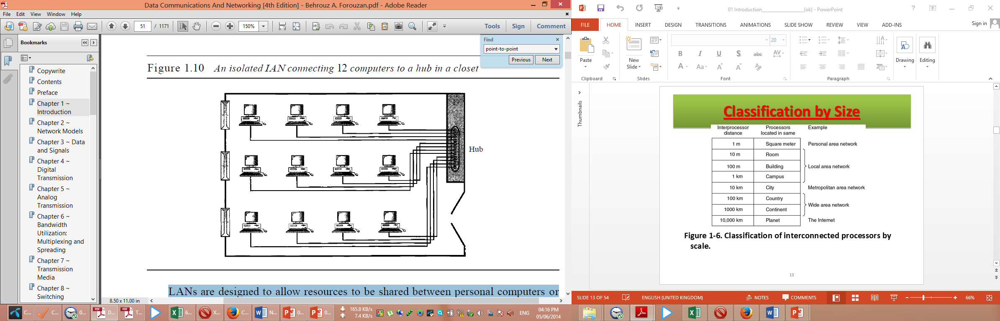 Data Communications And Networking [4th Edition] - Behrouz A. Forouzan.pdf - Adobe Reader
File Edit View Window Help
51 / 1171 150% Tools Sign Comment
Bookmarks
Copywrite
Contents
Preface
Chapter 1 ~
Introduction
Chapter 2 ~
Network Models
Chapter 3 ~ Data
and Signals
Chapter 4 ~
Digital
Transmission
Chapter 5 ~
Analog
Transmission
Chapter 6 ~
Bandwidth
Utilization:
Multiplexing and
Spreading
Chapter 7 ~
Transmission
Media
Chapter 8 ~
Switching
Find
point-to-point
Previous Next
Figure 1.10 An isolated IAN connecting 12 computers to a hub in a closet
Hub
LANs are designed to allow resources to be shared between personal computers or
8.50 x 11.00 in
01 Introduction__________________(ok) - PowerPoint
FILE HOME INSERT DESIGN TRANSITIONS ANIMATIONS SLIDE SHOW REVIEW VIEW ADD-INS Sign in
Paste
New
Slide
20
B I U S abc AV
A Aa A A
Drawing Editing
Clipboard Slides Font Paragraph
Thumbnails
Classification by Size
Interprocessor distance Processors located in same Example
1 m Square meter Personal area network
10 m Room
100 m Building Local area network
1 km Campus
10 km City Metropolitan area network
100 km Country
Wide area network
1000 km Continent
10,000 km Planet The Internet
Figure 1-6. Classification of interconnected processors by
scale.
13
SLIDE 13 OF 54 ENGLISH (UNITED KINGDOM) NOTES COMMENTS 66%
C... C... 0... D... T... 6... X... C... N... 0... 0...
165.8 KB/s
7.4 KB/s
ENG
04:16 PM
05/06/2014